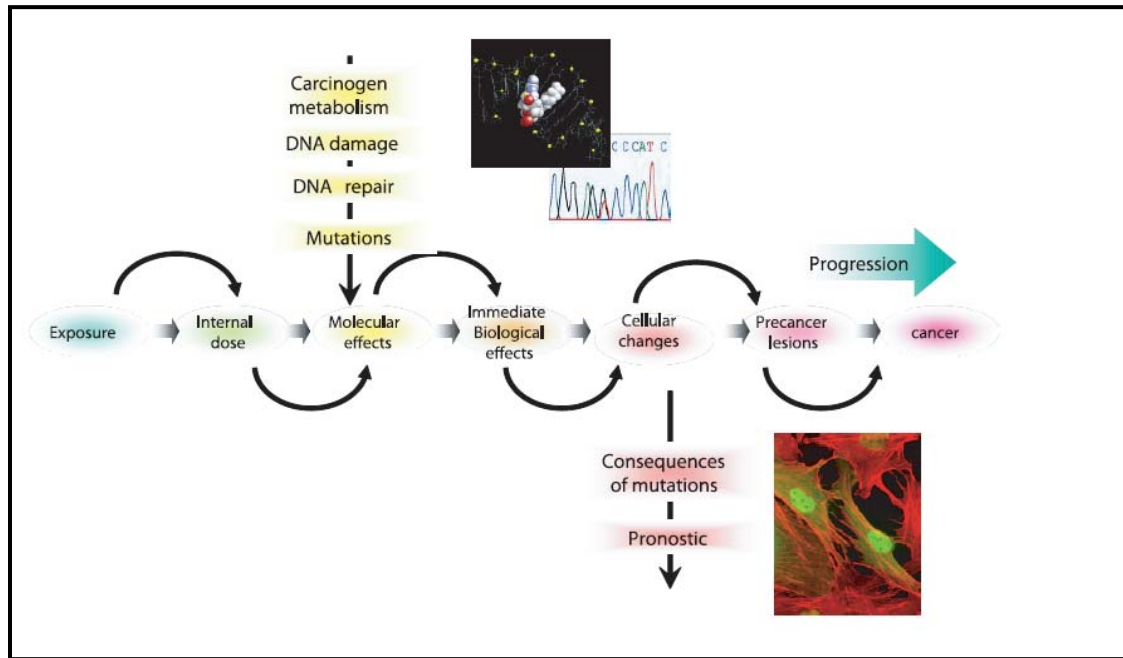 Carcinogen
metabolism
DNA damage
DNA repair
Mutations
C C CAT C
Progression
Exposure
Internal
dose
Molecular
effects
Immediate
Biological
effects
Cellular
changes
Precancer
lesions
cancer
Consequences
of mutations
Pronostic